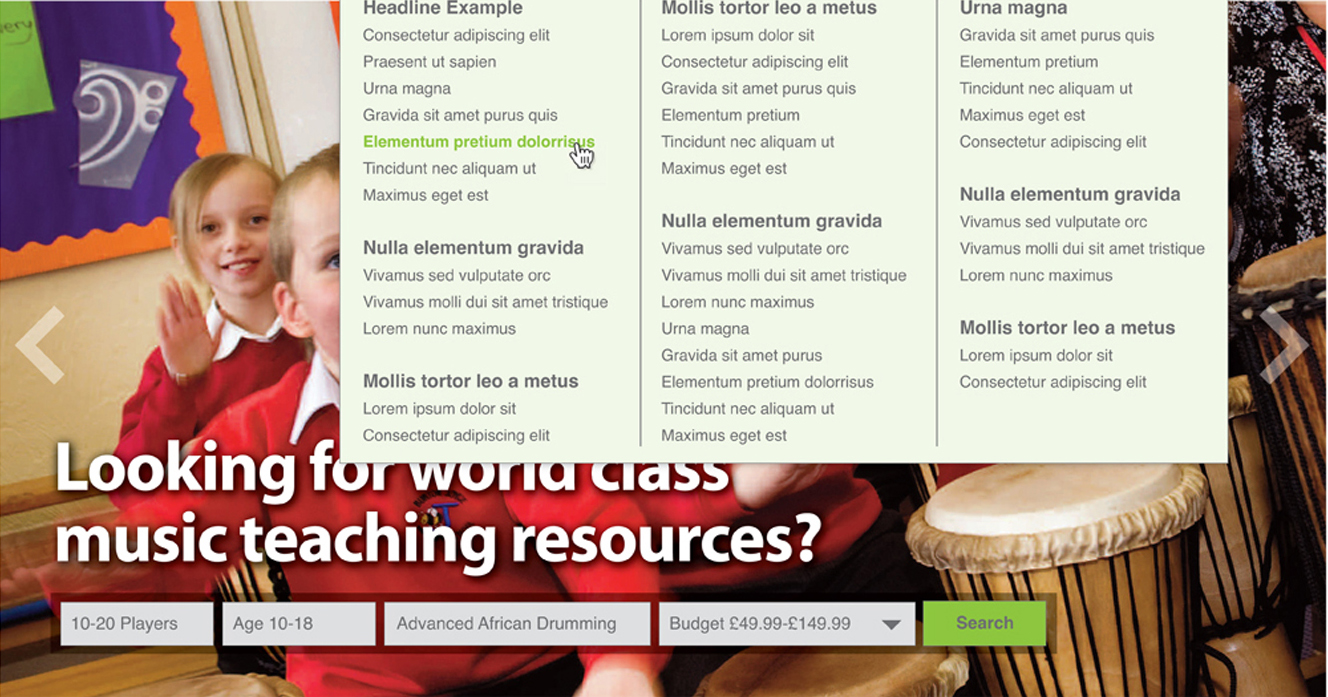 very
Headline Example
Consectetur adipiscing elit
Praesent ut sapien
Urna magna
Gravida sit amet purus quis
Elementum pretium dolorrisus
Tincidunt nec aliquam ut
Maximus eget est
Nulla elementum gravida
Vivamus sed vulputate orc
Vivamus molli dui sit amet tristique
Lorem nunc maximus
Mollis tortor leo a metus
Lorem ipsum dolor sit
Consectetur adipiscing elit
Mollis tortor leo a metus
Lorem ipsum dolor sit
Consectetur adipiscing elit
Gravida sit amet purus quis
Elementum pretium
Tincidunt nec aliquam ut
Maximus eget est
Nulla elementum gravida
Vivamus sed vulputate orc
Vivamus molli dui sit amet tristique
Lorem nunc maximus
Urna magna
Gravida sit amet purus
Elementum pretium dolorrisus
Tincidunt nec aliquam ut
Maximus eget est
Urna magna
Gravida sit amet purus quis
Elementum pretium
Tincidunt nec aliquam ut
Maximus eget est
Consectetur adipiscing elit
Nulla elementum gravida
Vivamus sed vulputate orc
Vivamus molli dui sit amet tristique
Lorem nunc maximus
Mollis tortor leo a metus
Lorem ipsum dolor sit
Consectetur adipiscing elit
Looking for world class
music teaching resources?
10-20 Players
Age 10-18
Advanced African Drumming
Budget £49.99-£149.99
Search